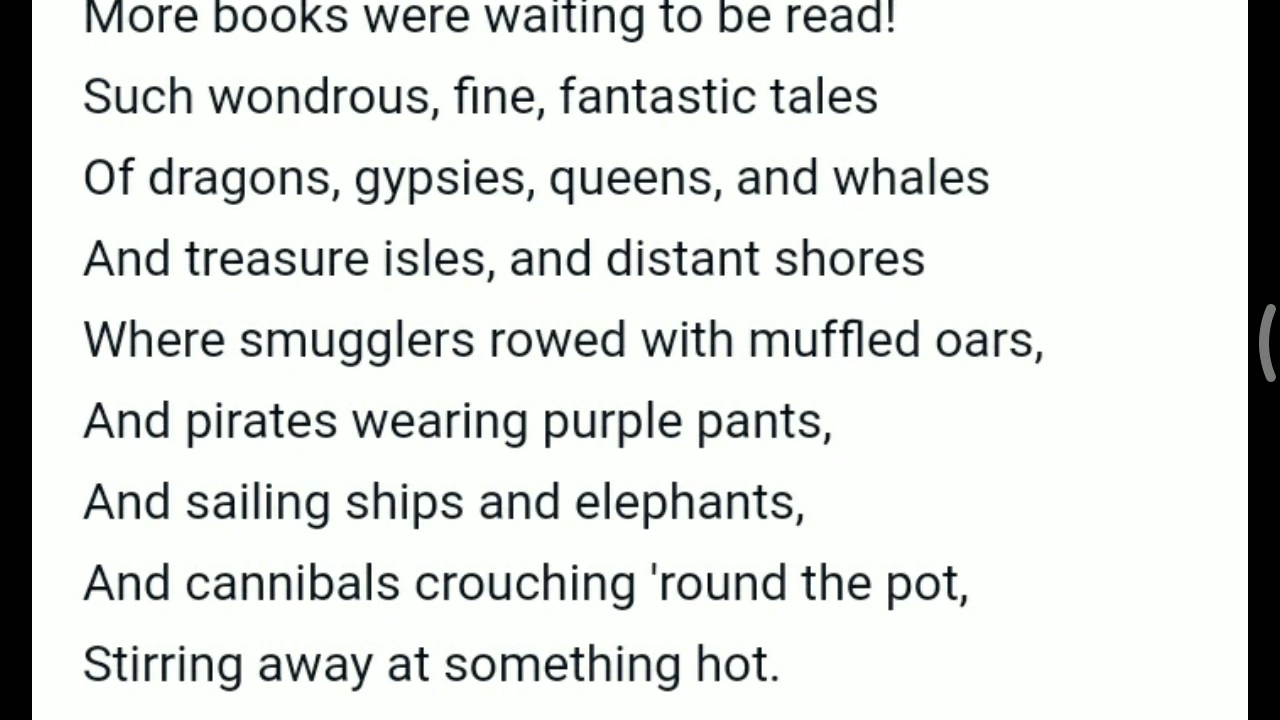 More books were waiting to be read!
Such wondrous, fine, fantastic tales
Of dragons, gypsies, queens, and whales
And treasure isles, and distant shores
Where smugglers rowed with muffled oars,
And pirates wearing purple pants,
And sailing ships and elephants,
And cannibals crouching 'round the pot,
Stirring away at something hot.